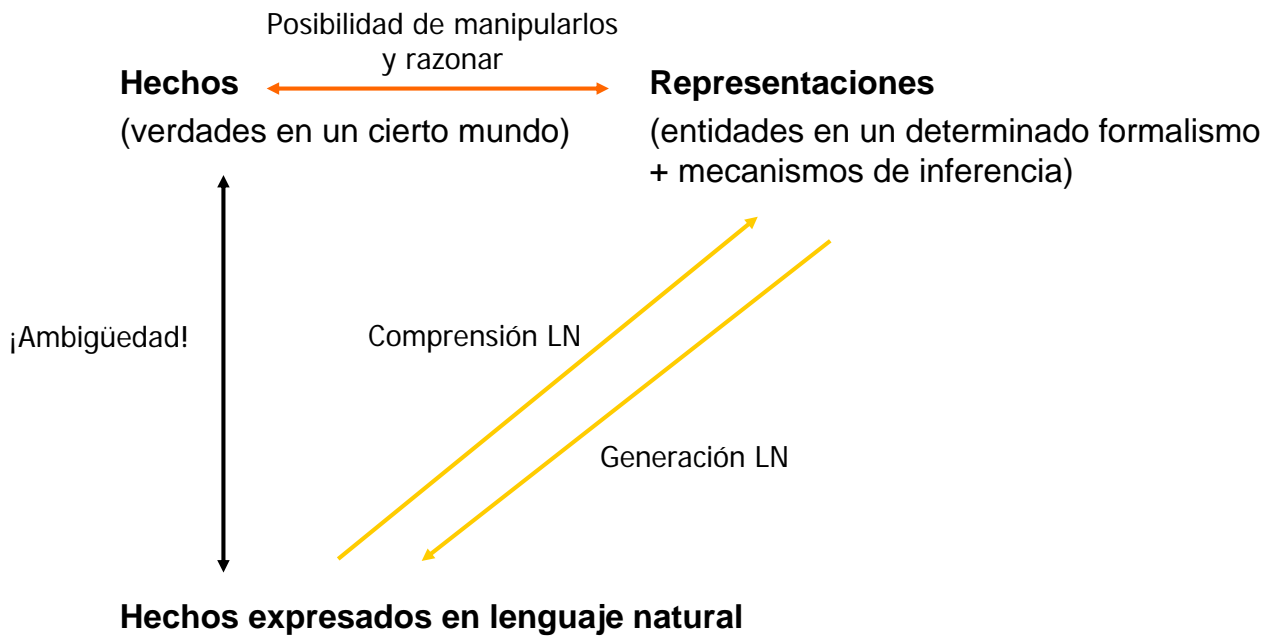 Posibilidad de manipularlos
y razonar
Hechos
(verdades en un cierto mundo)
Representaciones
(entidades en un determinado formalismo
+ mecanismos de inferencia)
¡Ambigüedad!
Comprensión LN
Generación LN
Hechos expresados en lenguaje natural